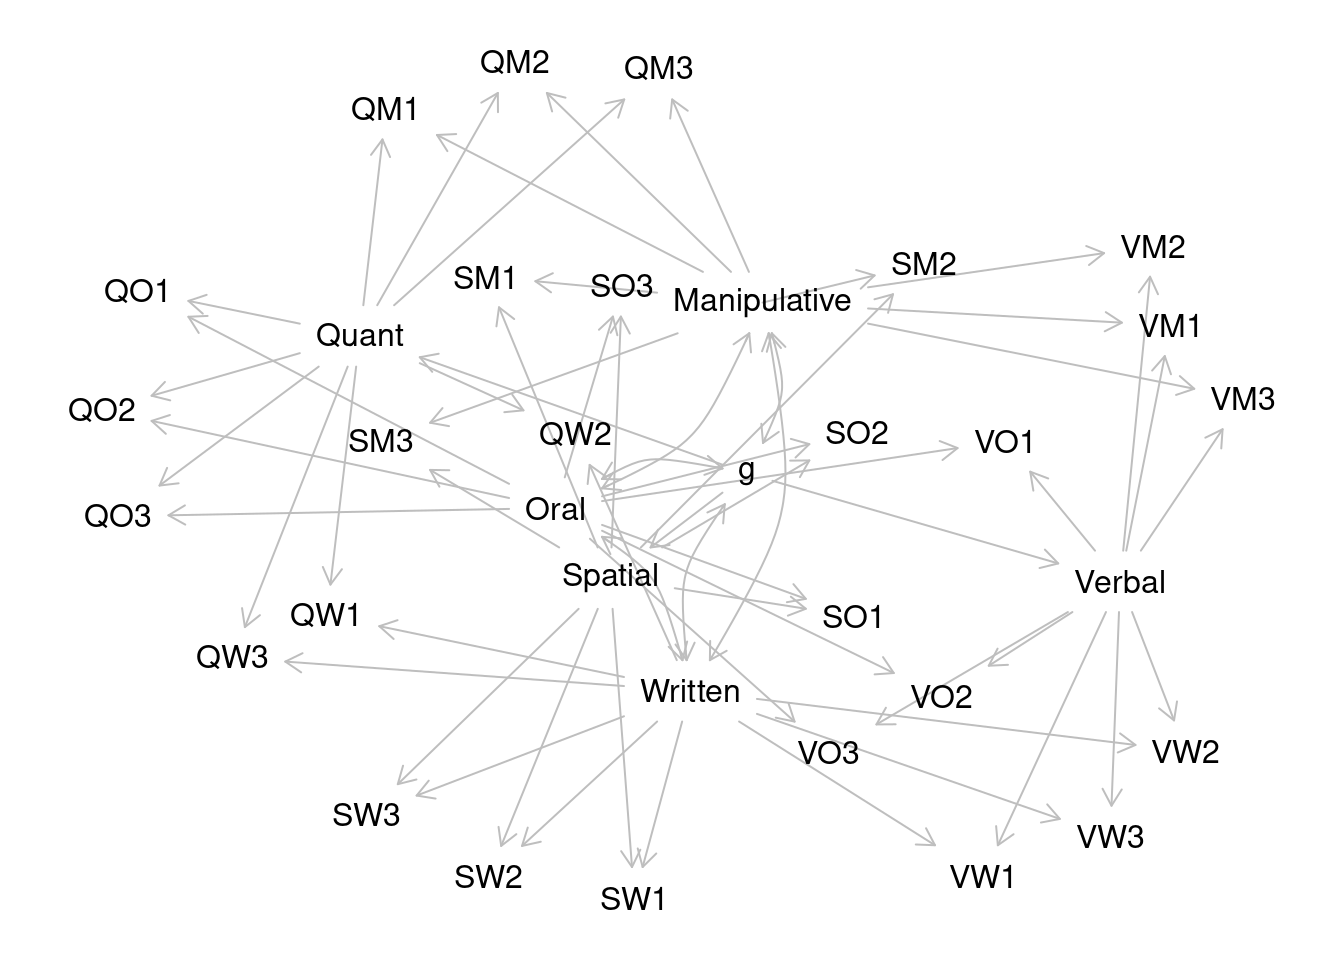 QM2
QM3
QM1
VM2
SM2
SM1
SO3
QO1
Manipulative
VM1
Quant
VM3
QO2
SO2
QW2
SM3
VO1
g
Oral
QO3
Spatial
Verbal
QW1
SO1
QW3
Written
VO2
VO3
VW2
SW3
VW3
SW2
VW1
SW1